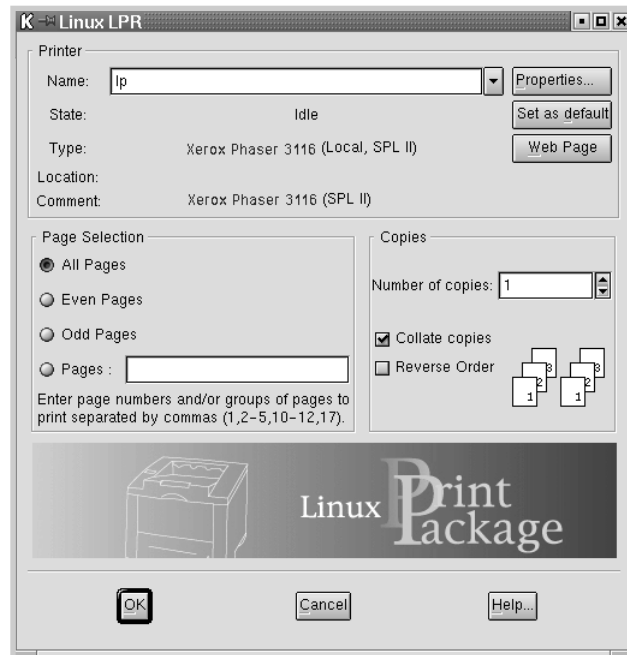 K Linux LPR
Printer
Name: lp Properties...
State: Idle Set as default
Type: Xerox Phaser 3116 (Local, SPL II) Web Page
Location:
Comment: Xerox Phaser 3116 (SPL II)
Page Selection
All Pages
Even Pages
Odd Pages
Pages :
Enter page numbers and/or groups of pages to
print separated by commas (1,2-5,10-12,17).
Copies
Number of copies: 1
Collate copies
Reverse Order
3 3
2 2
1 1
Linux Print
Package
OK Cancel Help...